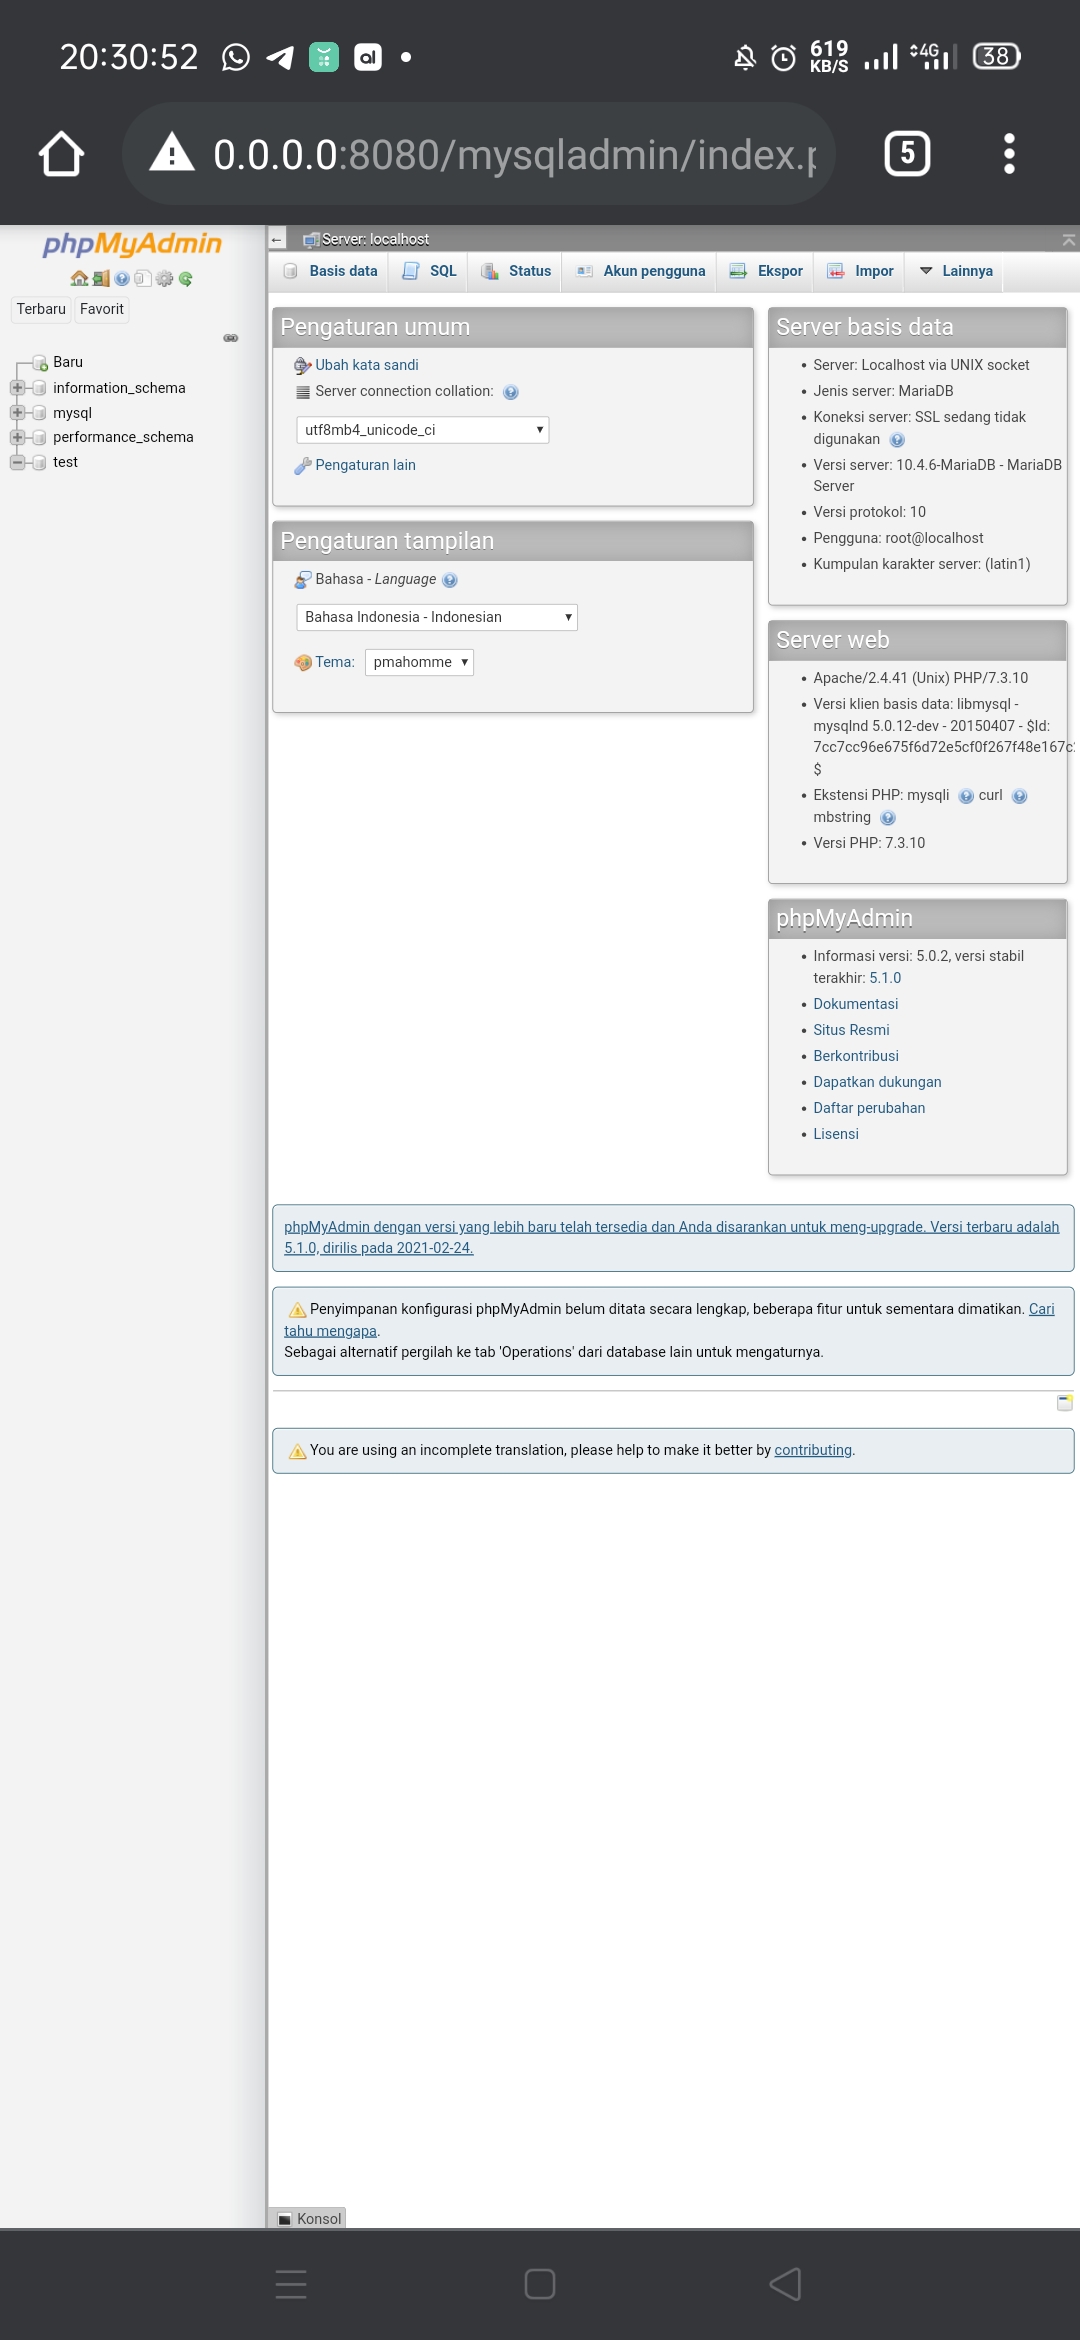 20:30:52
619
KB/S
4G
38
0.0.0.0:8080/mysqladmin/index.p
5
phpMyAdmin
Terbaru
Favorit
Baru
information_schema
mysql
performance_schema
test
Server: localhost
Basis data
SQL
Status
Akun pengguna
Ekspor
Impor
Lainnya
Pengaturan umum
Ubah kata sandi
Server connection collation:
utf8mb4_unicode_ci
Pengaturan lain
Pengaturan tampilan
Bahasa - Language
Bahasa Indonesia - Indonesian
Tema: pmahomme
Server basis data
• Server: Localhost via UNIX socket
• Jenis server: MariaDB
• Koneksi server: SSL sedang tidak
digunakan
• Versi server: 10.4.6-MariaDB - MariaDB
Server
• Versi protokol: 10
• Pengguna: root@localhost
• Kumpulan karakter server: (latin1)
Server web
• Apache/2.4.41 (Unix) PHP/7.3.10
• Versi klien basis data: libmysql -
mysqlnd 5.0.12-dev - 20150407 - $Id:
7cc7cc96e675f6d72e5cf0f267f48e167c
$
• Ekstensi PHP: mysqli curl
mbstring
• Versi PHP: 7.3.10
phpMyAdmin
• Informasi versi: 5.0.2, versi stabil
terakhir: 5.1.0
• Dokumentasi
• Situs Resmi
• Berkontribusi
• Dapatkan dukungan
• Daftar perubahan
• Lisensi
phpMyAdmin dengan versi yang lebih baru telah tersedia dan Anda disarankan untuk meng-upgrade. Versi terbaru adalah
5.1.0, dirilis pada 2021-02-24.
Penyimpanan konfigurasi phpMyAdmin belum ditata secara lengkap, beberapa fitur untuk sementara dimatikan. Cari
tahu mengapa.
Sebagai alternatif pergilah ke tab 'Operations' dari database lain untuk mengaturnya.
You are using an incomplete translation, please help to make it better by contributing.
Konsol